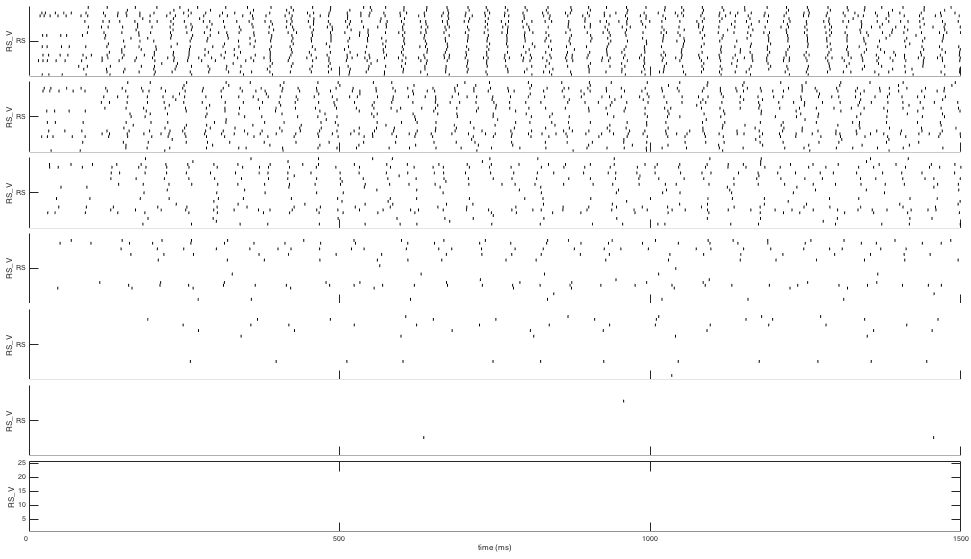 RS_V RS
RS_V RS
RS_V RS
RS_V RS
RS_V RS
RS_V RS
25
20
RS_V 15
10
5
0 500 1000 1500
time (ms)